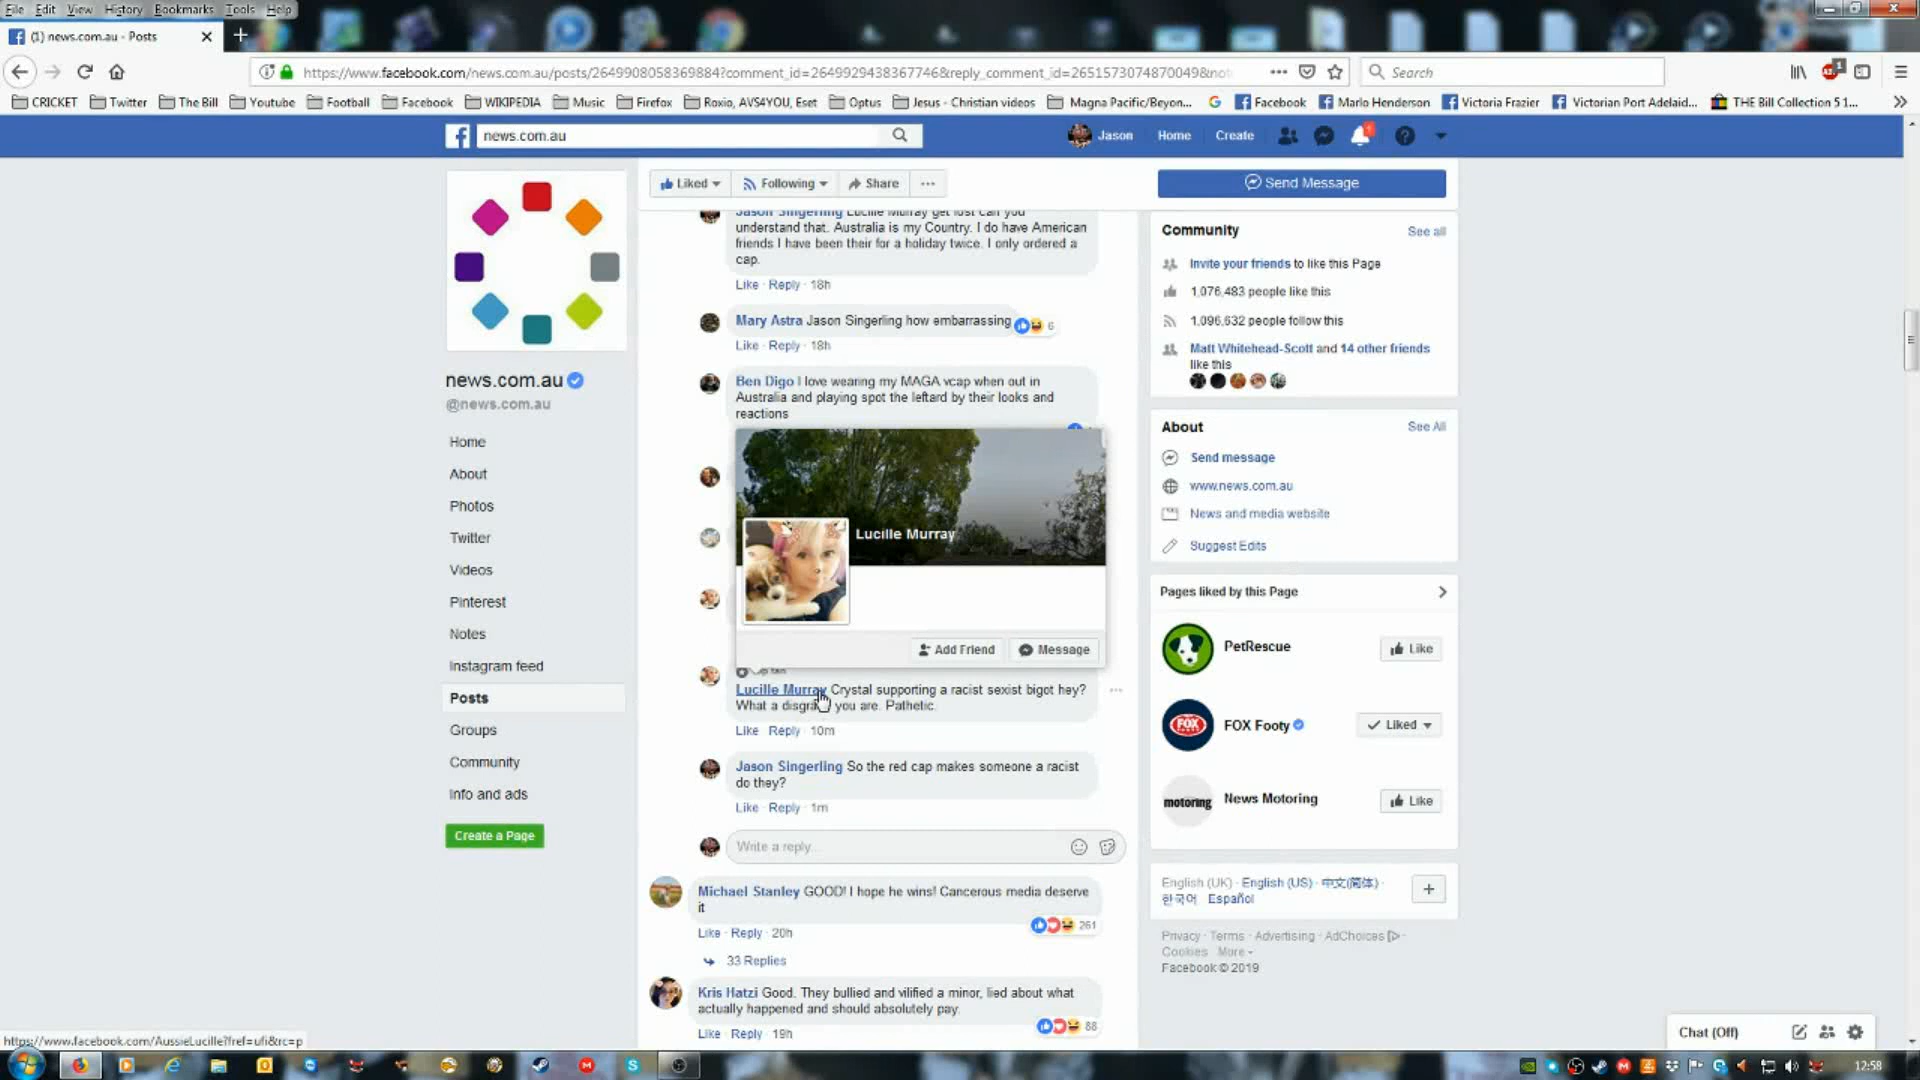 File Edit View History Bookmarks Tools Help
(1) news.com.au - Posts
https://www.facebook.com/news.com.au/posts/2649908058369884?comment_id=2649929438367746&reply_comment_id=2651573074870049&not
Search
CRICKET Twitter The Bill Youtube Football Facebook WIKIPEDIA Music Firefox Roxio, AVS4YOU, Eset Optus Jesus - Christian videos Magna Pacific/Beyon... Facebook Marlo Henderson Victoria Frazier Victorian Port Adelaid... THE Bill Collection 5 1...
news.com.au
Jason Home Create
Liked Following Share
Send Message
news.com.au
@news.com.au
Home
About
Photos
Twitter
Videos
Pinterest
Notes
Instagram feed
Posts
Groups
Community
Info and ads
Create a Page
Jason Singerling Lucille Murray get lost can you
understand that. Australia is my Country. I do have American
friends I have been their for a holiday twice. I only ordered a
cap.
Like · Reply · 18h
Mary Astra Jason Singerling how embarrassing
6
Like · Reply · 18h
Ben Digo I love wearing my MAGA vcap when out in
Australia and playing spot the leftard by their looks and
reactions
Lucille Murray
Add Friend Message
Lucille Murray Crystal supporting a racist sexist bigot hey?
What a disgra you are. Pathetic.
Like Reply 10m
Jason Singerling So the red cap makes someone a racist
do they?
Like · Reply · 1m
Write a reply...
Michael Stanley GOOD! I hope he wins! Cancerous media deserve
it
261
Like · Reply · 20h
33 Replies
Kris Hatzi Good. They bullied and vilified a minor, lied about what
actually happened and should absolutely pay.
88
Like · Reply · 19h
Community See all
Invite your friends to like this Page
1,076,483 people like this
1,096,632 people follow this
Matt Whitehead-Scott and 14 other friends
like this
About See All
Send message
www.news.com.au
News and media website
Suggest Edits
Pages liked by this Page
PetRescue Like
FOX FOX Footy Liked
motoring News Motoring Like
English (UK) · English (US) · 中文(简体) ·
한국어 Español
Privacy · Terms · Advertising · AdChoices
Cookies · More
Facebook © 2019
Chat (Off)
https://www.facebook.com/AussieLucille?fref=ufi&rc=p
12:58